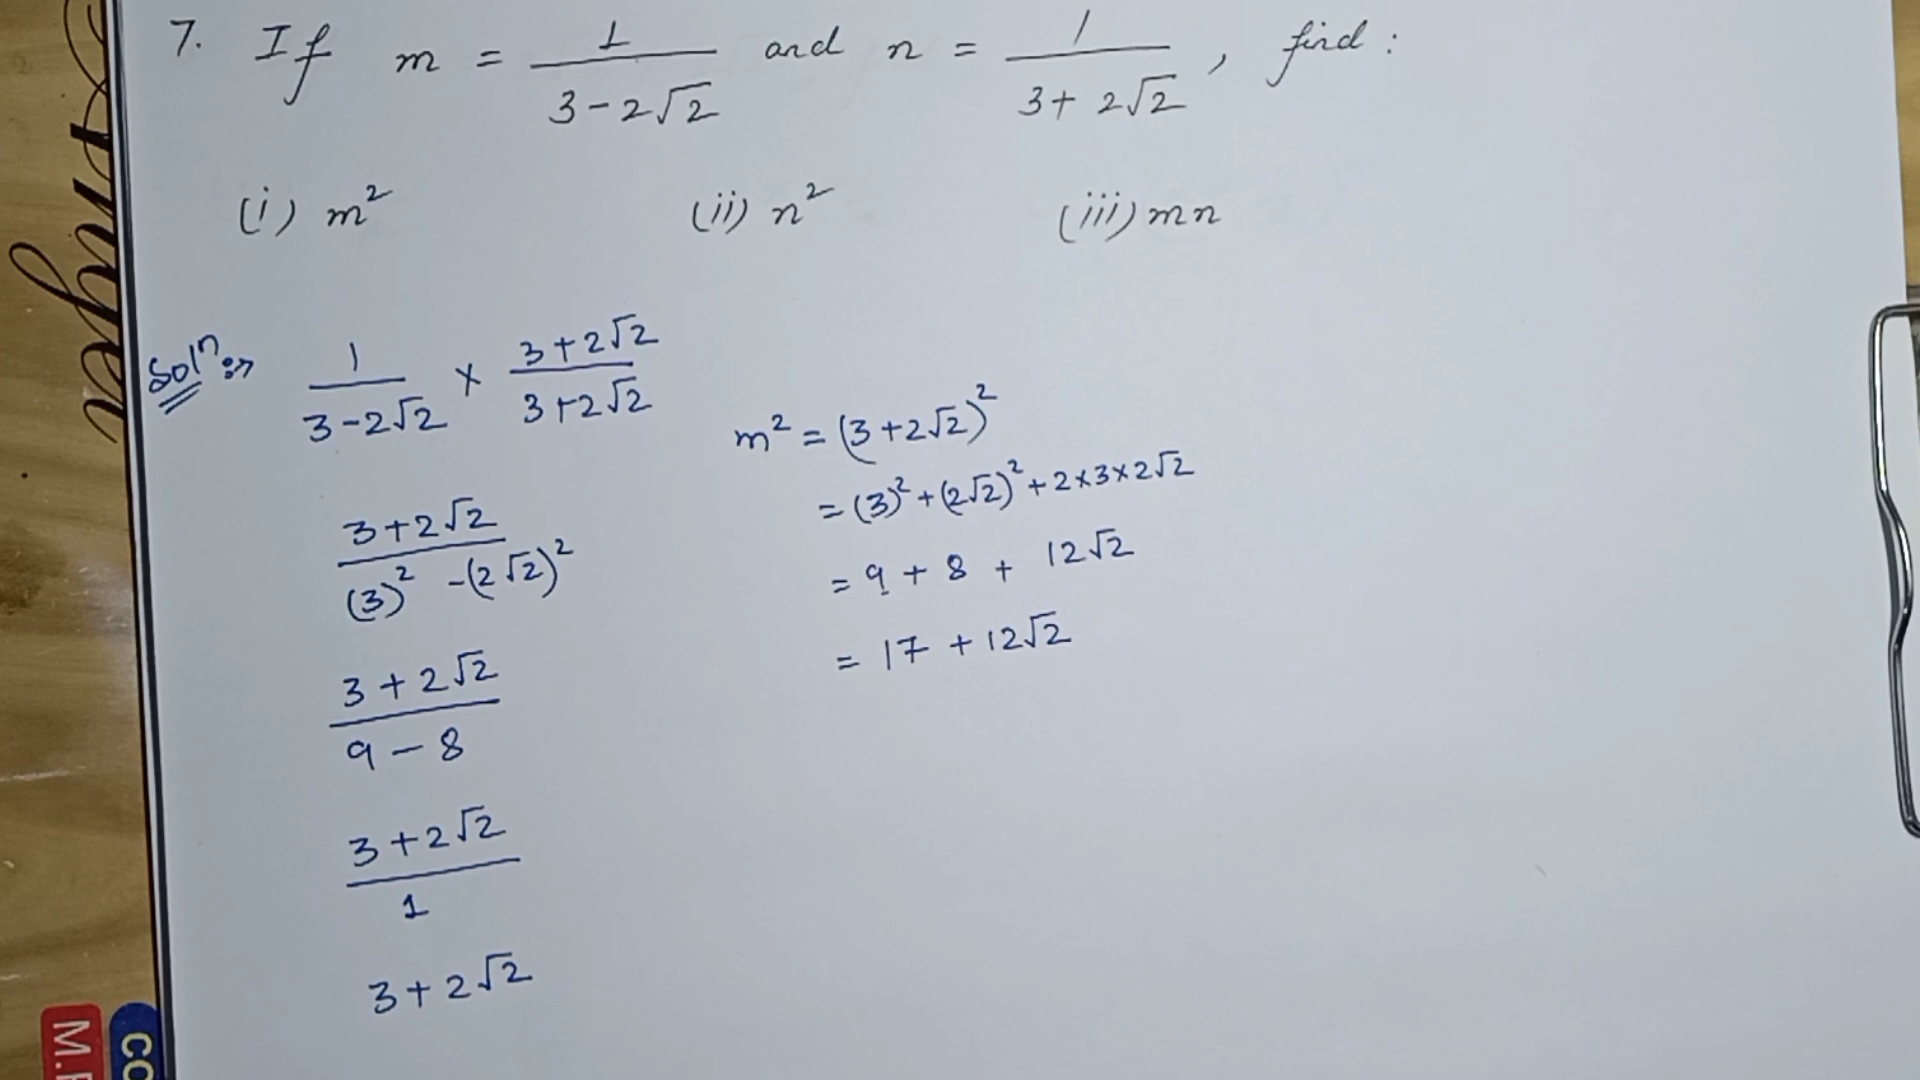 7. If m = 1/(3-2√2) and n = 1/(3+2√2), find:
(i) m² (ii) n² (iii) mn
Solⁿ:→ 1/(3-2√2) × (3+2√2)/(3+2√2)
(3+2√2)/((3)² -(2√2)²)
(3+2√2)/(9-8)
(3+2√2)/1
3+2√2
m² = (3+2√2)²
= (3)²+(2√2)²+2×3×2√2
= 9 + 8 + 12√2
= 17 + 12√2